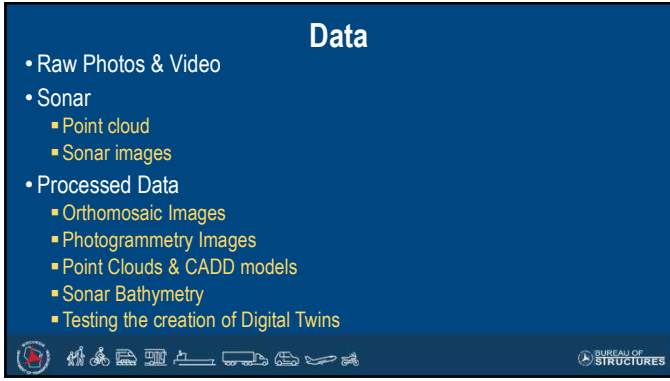 Data
• Raw Photos & Video
• Sonar
▪ Point cloud
▪ Sonar images
• Processed Data
▪ Orthomosaic Images
▪ Photogrammetry Images
▪ Point Clouds & CADD models
▪ Sonar Bathymetry
▪ Testing the creation of Digital Twins
WISCONSIN
BUREAU OF
STRUCTURES